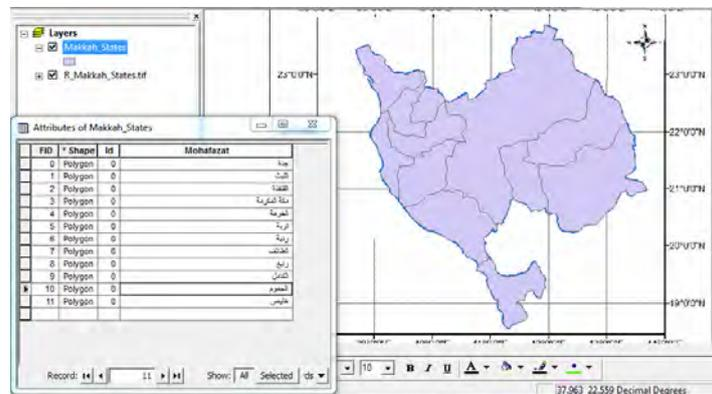 Layers
Makkah_States
R_Makkah_States.tif
23°0'0"N
23°0'0"N
22°0'0"N
21°0'0"N
20°0'0"N
19°0'0"N
Attributes of Makkah_States
FID * Shape Id Mohafazat
0 Polygon 0 جدة
1 Polygon 0 الليث
2 Polygon 0 القنفذة
3 Polygon 0 مكة المكرمة
4 Polygon 0 الخرمة
5 Polygon 0 تربة
6 Polygon 0 رنية
7 Polygon 0 الطائف
8 Polygon 0 رابغ
9 Polygon 0 الكامل
10 Polygon 0 الجموم
11 Polygon 0 خليص
Record: 11 Show: All Selected ds
10 B I U A
37.963 22.559 Decimal Degrees